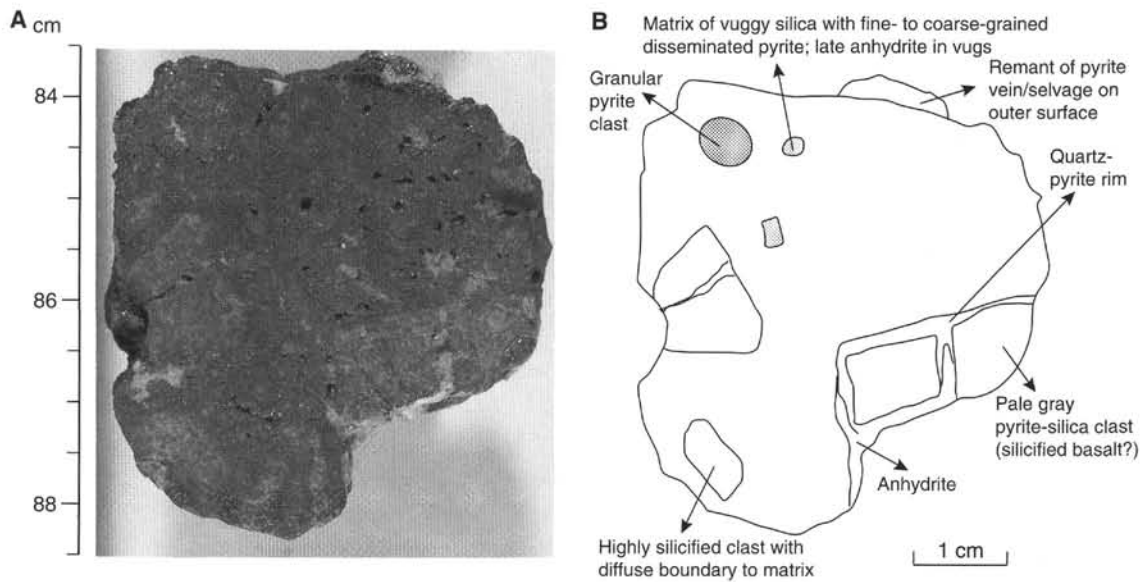 A
cm
84
86
88
B
Matrix of vuggy silica with fine- to coarse-grained
disseminated pyrite; late anhydrite in vugs
Granular
pyrite
clast
Remant of pyrite
vein/selvage on
outer surface
Quartz-
pyrite rim
Pale gray
pyrite-silica clast
(silicified basalt?)
Anhydrite
Highly silicified clast with
diffuse boundary to matrix
1 cm